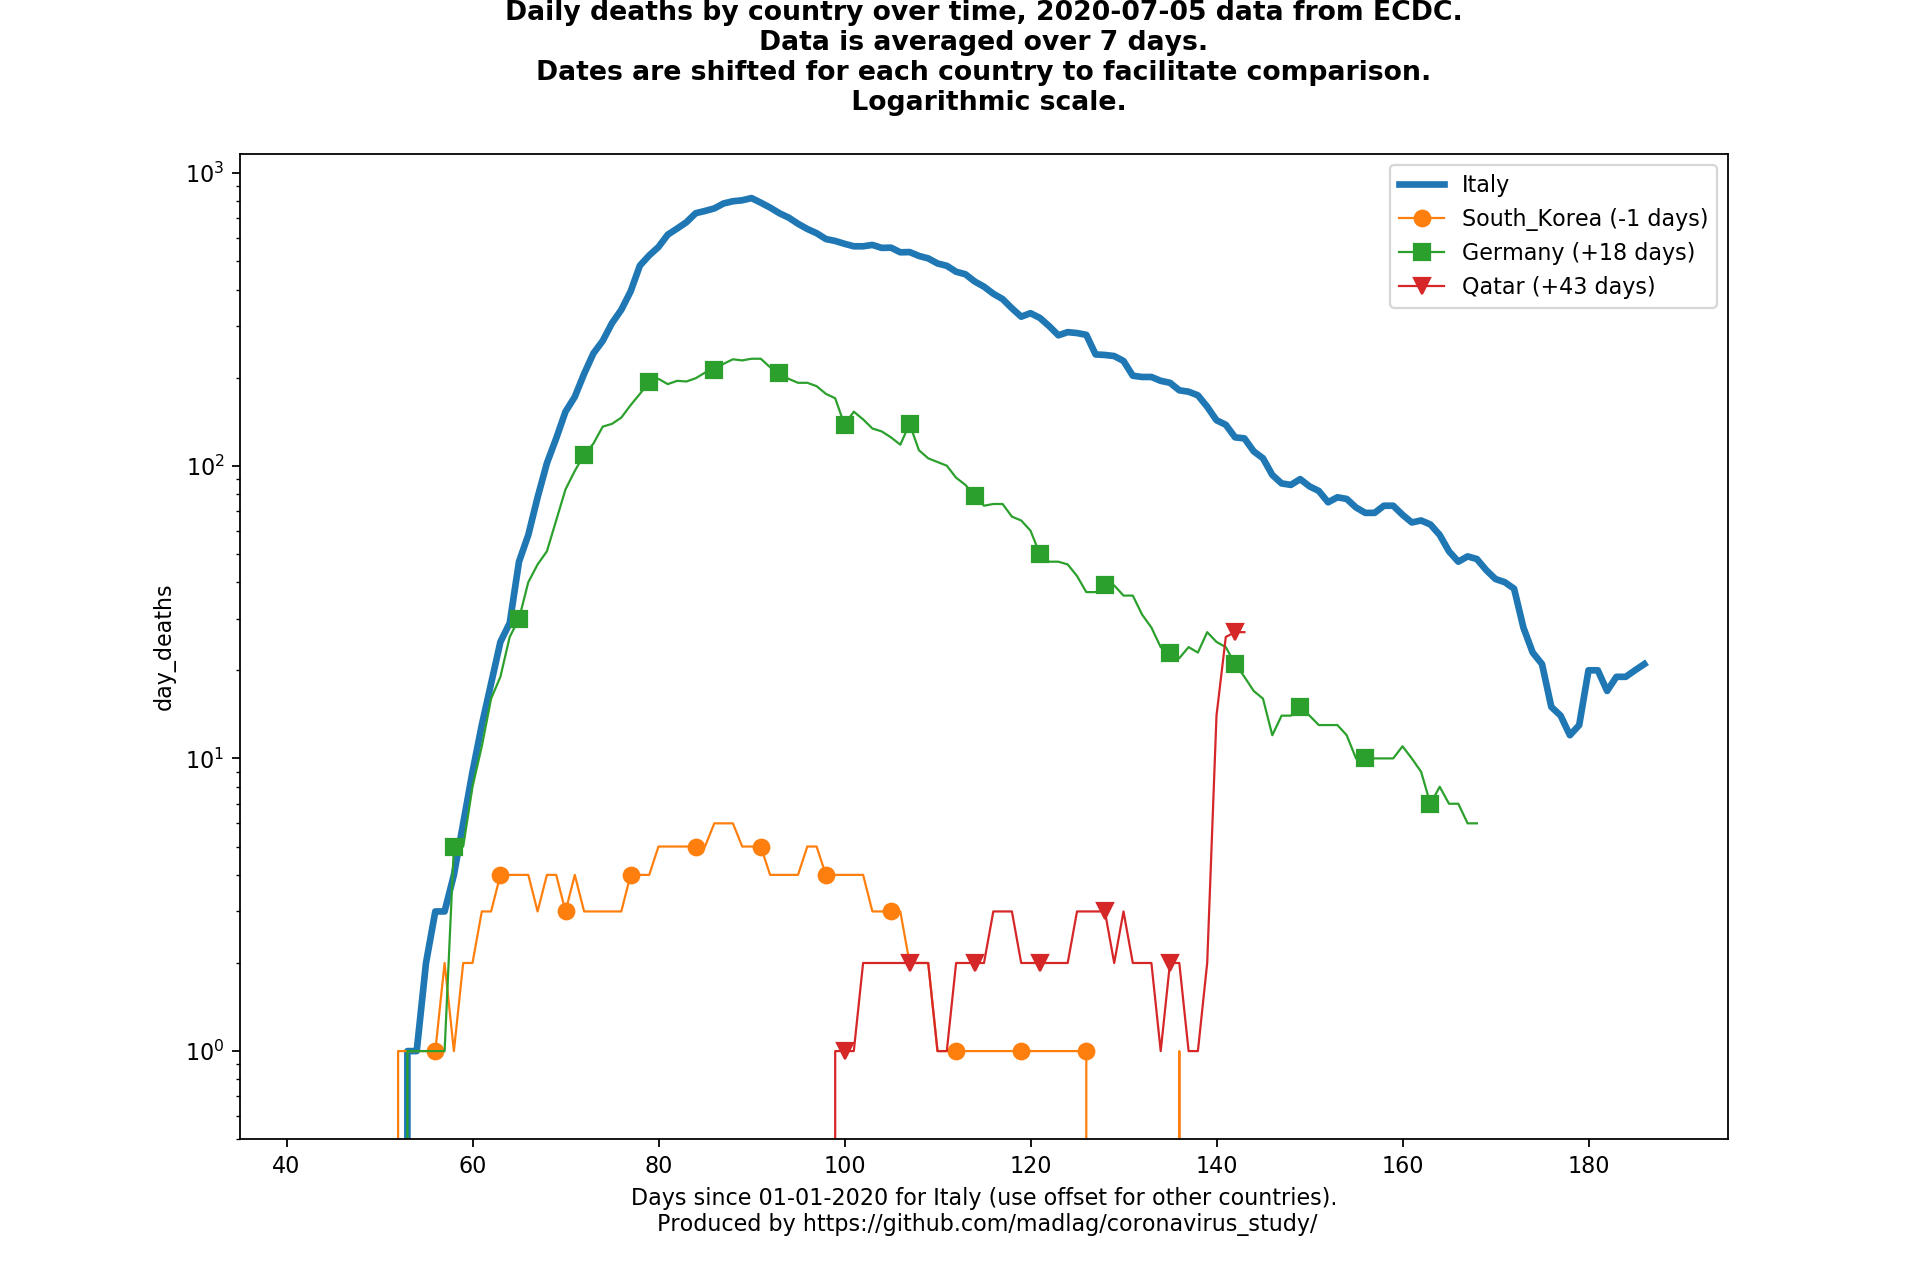 Daily deaths by country over time, 2020-07-05 data from ECDC.
Data is averaged over 7 days.
Dates are shifted for each country to facilitate comparison.
Logarithmic scale.
Italy
South_Korea (-1 days)
Germany (+18 days)
Qatar (+43 days)
day_deaths
10³
10²
10¹
10⁰
40 60 80 100 120 140 160 180
Days since 01-01-2020 for Italy (use offset for other countries).
Produced by https://github.com/madlag/coronavirus_study/